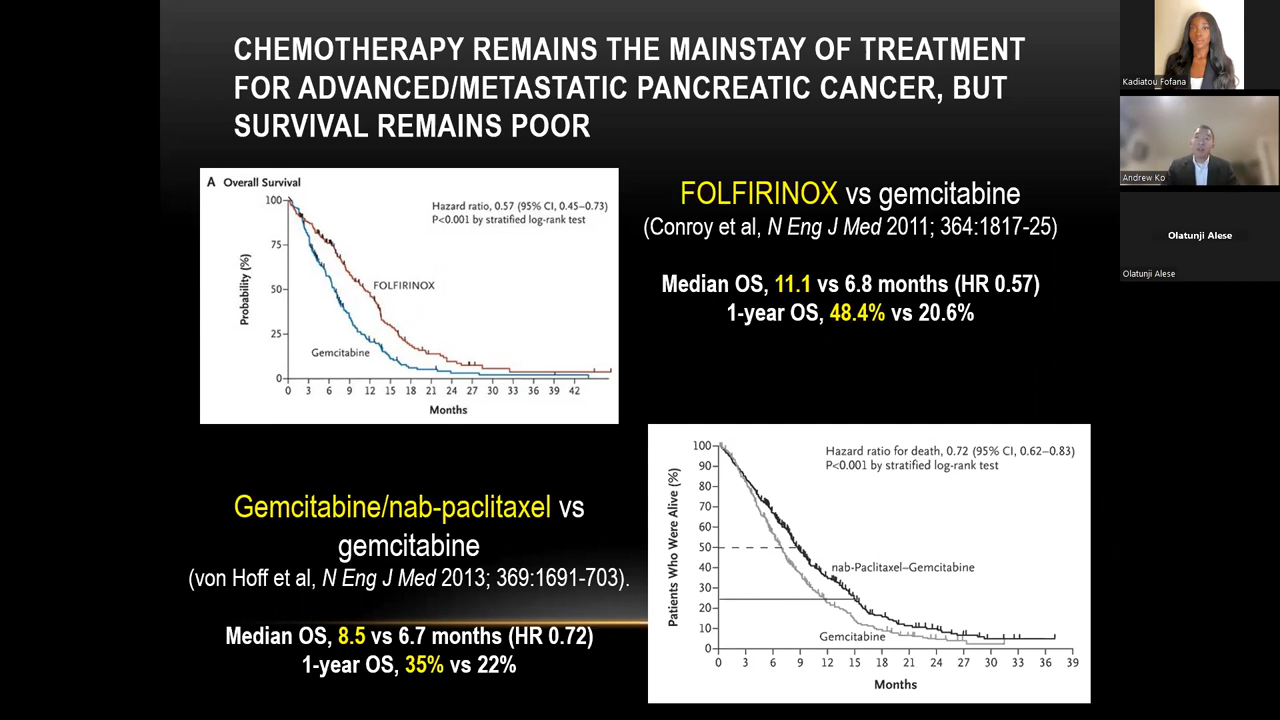 CHEMOTHERAPY REMAINS THE MAINSTAY OF TREATMENT
FOR ADVANCED/METASTATIC PANCREATIC CANCER, BUT
SURVIVAL REMAINS POOR
A Overall Survival
Hazard ratio, 0.57 (95% CI, 0.45–0.73)
P<0.001 by stratified log-rank test
Probability (%)
100
75
50
25
0
FOLFIRINOX
Gemcitabine
0 3 6 9 12 15 18 21 24 27 30 33 36 39 42
Months
FOLFIRINOX vs gemcitabine
(Conroy et al, N Eng J Med 2011; 364:1817-25)
Median OS, 11.1 vs 6.8 months (HR 0.57)
1-year OS, 48.4% vs 20.6%
Gemcitabine/nab-paclitaxel vs
gemcitabine
(von Hoff et al, N Eng J Med 2013; 369:1691-703).
Median OS, 8.5 vs 6.7 months (HR 0.72)
1-year OS, 35% vs 22%
Hazard ratio for death, 0.72 (95% CI, 0.62–0.83)
P<0.001 by stratified log-rank test
Patients Who Were Alive (%)
100
90
80
70
60
50
40
30
20
10
0
nab-Paclitaxel–Gemcitabine
Gemcitabine
0 3 6 9 12 15 18 21 24 27 30 33 36 39
Months
Kadiatou Fofana
Andrew Ko
Olatunji Alese
Olatunji Alese